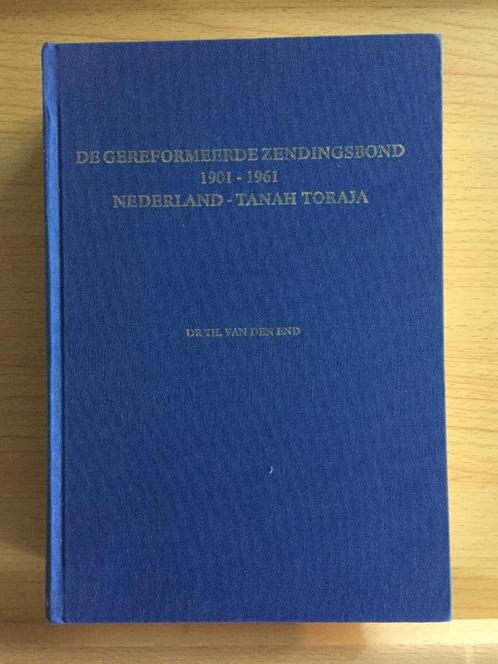 DE GEREFORMEERDE ZENDINGSBOND
1901 - 1961
NEDERLAND - TANAH TORAJA
DR TH. VAN DEN END